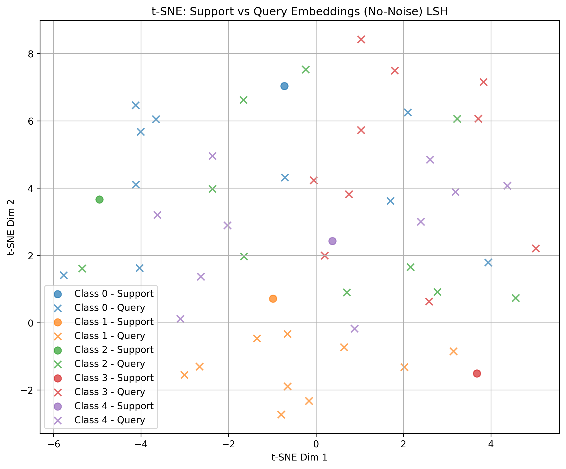 t-SNE: Support vs Query Embeddings (No-Noise) LSH
8
6
4
2
0
−2
t-SNE Dim 2
Class 0 - Support
Class 0 - Query
Class 1 - Support
Class 1 - Query
Class 2 - Support
Class 2 - Query
Class 3 - Support
Class 3 - Query
Class 4 - Support
Class 4 - Query
−6 −4 −2 0 2 4
t-SNE Dim 1